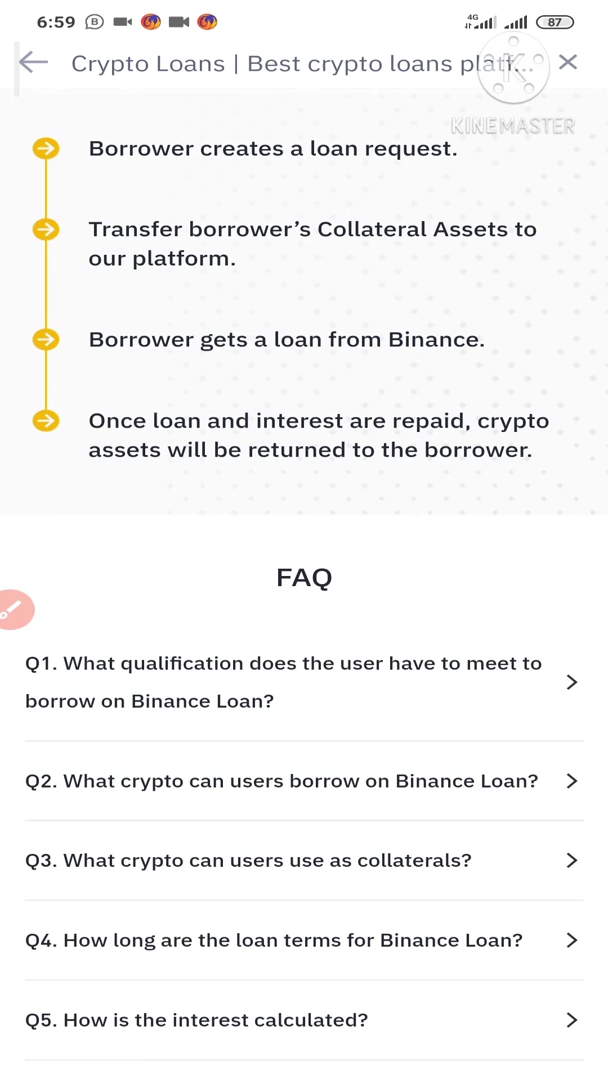 6:59 B 4G 87
Crypto Loans | Best crypto loans platf...
KINEMASTER
Borrower creates a loan request.
Transfer borrower’s Collateral Assets to
our platform.
Borrower gets a loan from Binance.
Once loan and interest are repaid, crypto
assets will be returned to the borrower.
FAQ
Q1. What qualification does the user have to meet to
borrow on Binance Loan?
Q2. What crypto can users borrow on Binance Loan?
Q3. What crypto can users use as collaterals?
Q4. How long are the loan terms for Binance Loan?
Q5. How is the interest calculated?